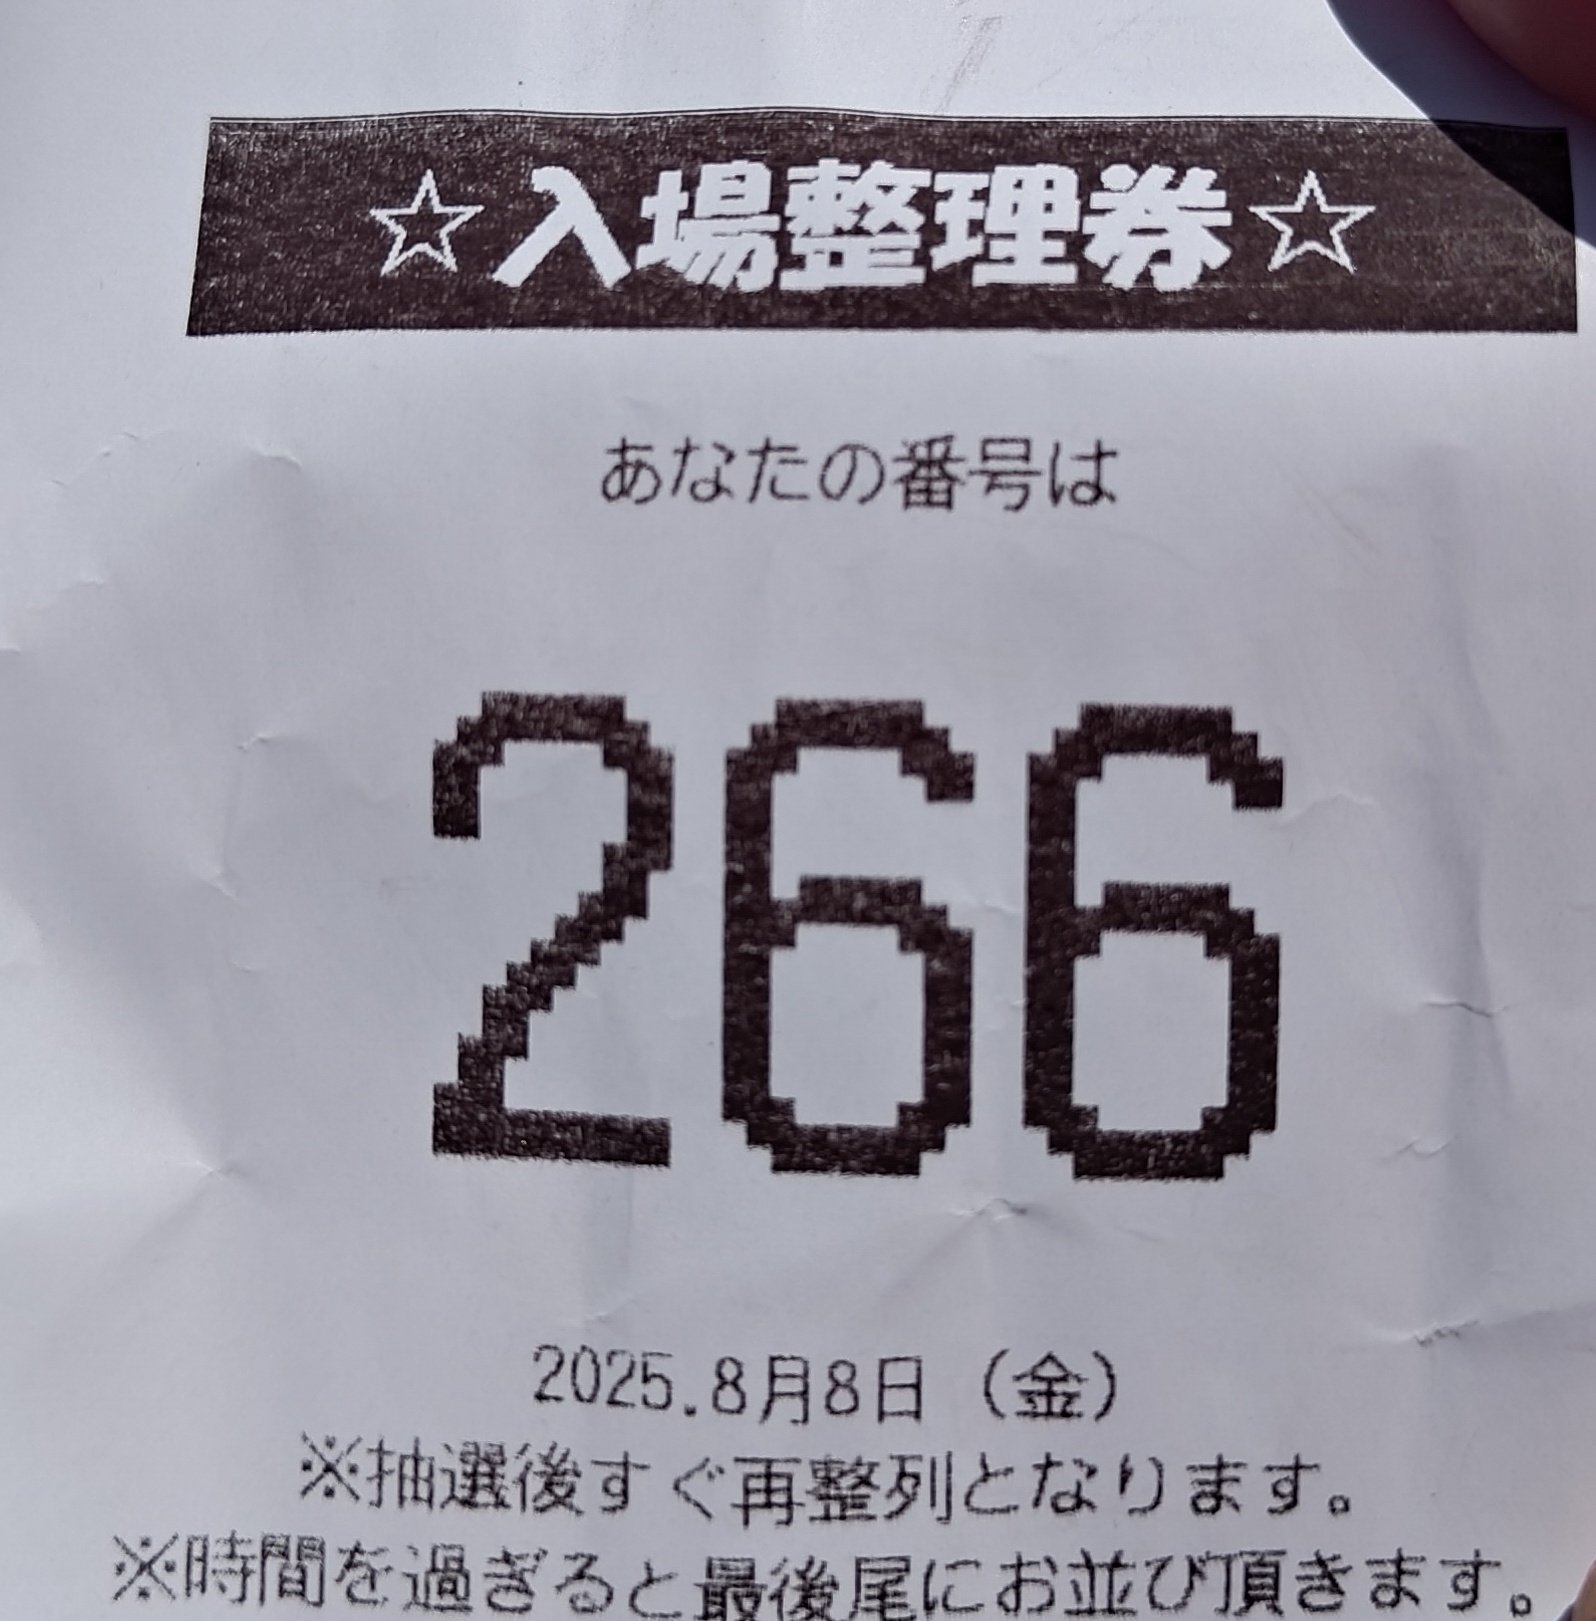 ☆入場整理券☆
あなたの番号は
266
2025.8月8日（金）
※抽選後すぐ再整列となります。
※時間を過ぎると最後尾にお並び頂きます。